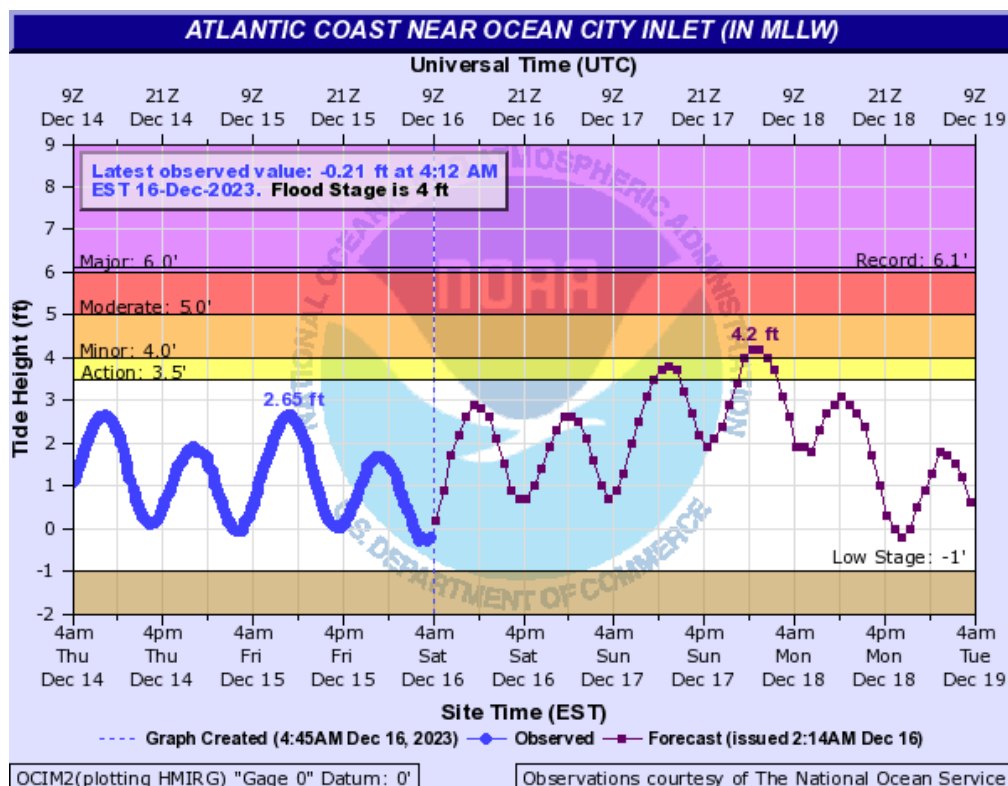 ATLANTIC COAST NEAR OCEAN CITY INLET (IN MLLW)
Universal Time (UTC)
9Z 21Z 9Z 21Z 9Z 21Z 9Z 21Z 9Z 21Z 9Z
Dec 14 Dec 14 Dec 15 Dec 15 Dec 16 Dec 16 Dec 17 Dec 17 Dec 18 Dec 18 Dec 19
Tide Height (ft)
9
8
7
6
5
4
3
2
1
0
-1
-2
Latest observed value: -0.21 ft at 4:12 AM
EST 16-Dec-2023. Flood Stage is 4 ft
Major: 6.0'
Record: 6.1'
Moderate: 5.0'
Minor: 4.0'
Action: 3.5'
4.2 ft
2.65 ft
Low Stage: -1'
NATIONAL OCEANIC AND ATMOSPHERIC ADMINISTRATION
NOAA
U.S. DEPARTMENT OF COMMERCE
4am 4pm 4am 4pm 4am 4pm 4am 4pm 4am 4pm 4am
Thu Thu Fri Fri Sat Sat Sun Sun Mon Mon Tue
Dec 14 Dec 14 Dec 15 Dec 15 Dec 16 Dec 16 Dec 17 Dec 17 Dec 18 Dec 18 Dec 19
Site Time (EST)
Graph Created (4:45AM Dec 16, 2023) Observed Forecast (issued 2:14AM Dec 16)
OCIM2(plotting HMIRG) "Gage 0" Datum: 0'
Observations courtesy of The National Ocean Service